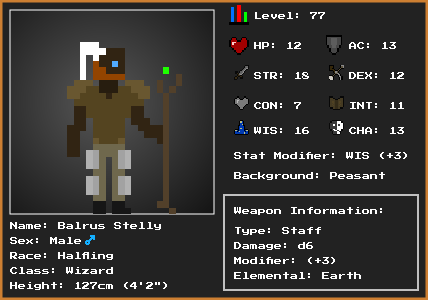 Level: 77
HP: 12 AC: 13
STR: 18 DEX: 12
CON: 7 INT: 11
WIS: 16 CHA: 13
Stat Modifier: WIS (+3)
Background: Peasant
Weapon Information:
Type: Staff
Damage: d6
Modifier: (+3)
Elemental: Earth
Name: Balrus Stelly
Sex: Male ♂
Race: Halfling
Class: Wizard
Height: 127cm (4'2")